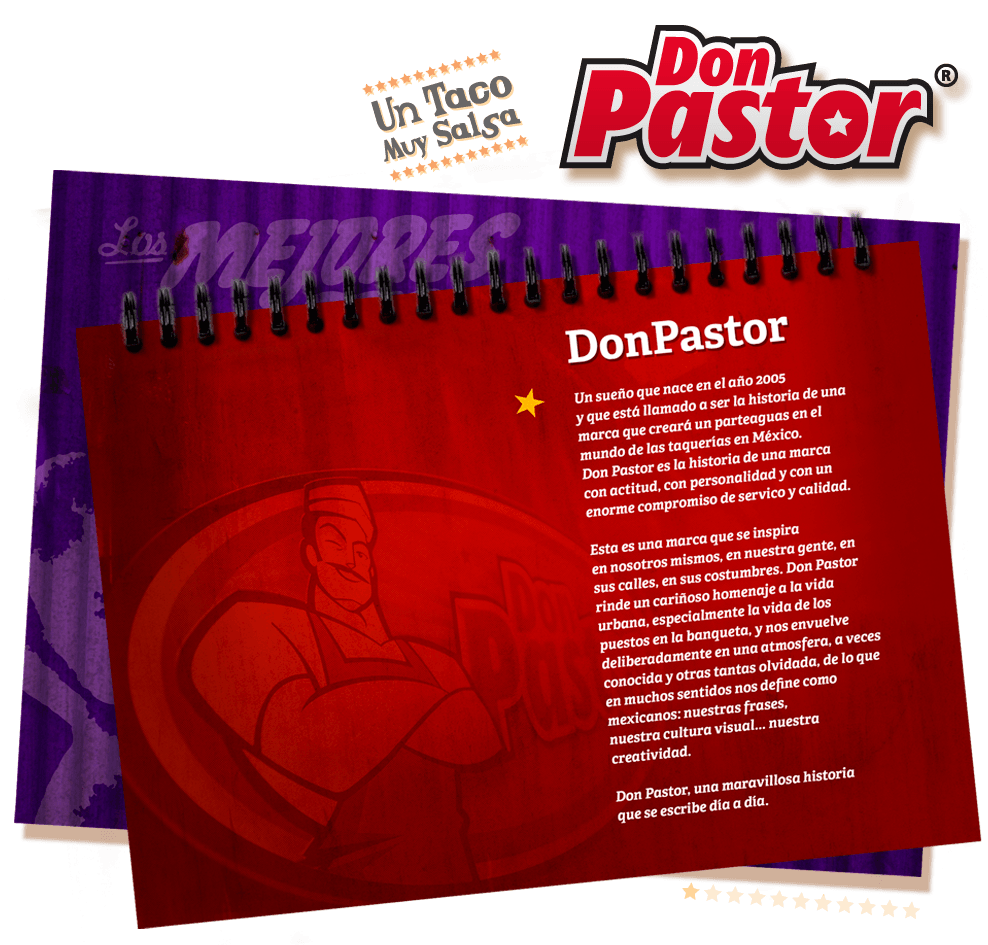 Un Taco
Muy Salsa
Don
Pastor®
Los MEJORES
DonPastor
Un sueño que nace en el año 2005
y que está llamado a ser la historia de una
marca que creará un parteaguas en el
mundo de las taquerías en México.
Don Pastor es la historia de una marca
con actitud, con personalidad y con un
enorme compromiso de servico y calidad.
Esta es una marca que se inspira
en nosotros mismos, en nuestra gente, en
sus calles, en sus costumbres. Don Pastor
rinde un cariñoso homenaje a la vida
urbana, especialmente la vida de los
puestos en la banqueta, y nos envuelve
deliberadamente en una atmosfera, a veces
conocida y otras tantas olvidada, de lo que
en muchos sentidos nos define como
mexicanos: nuestras frases,
nuestra cultura visual... nuestra
creatividad.
Don Pastor, una maravillosa historia
que se escribe día a día.
Don
Pas